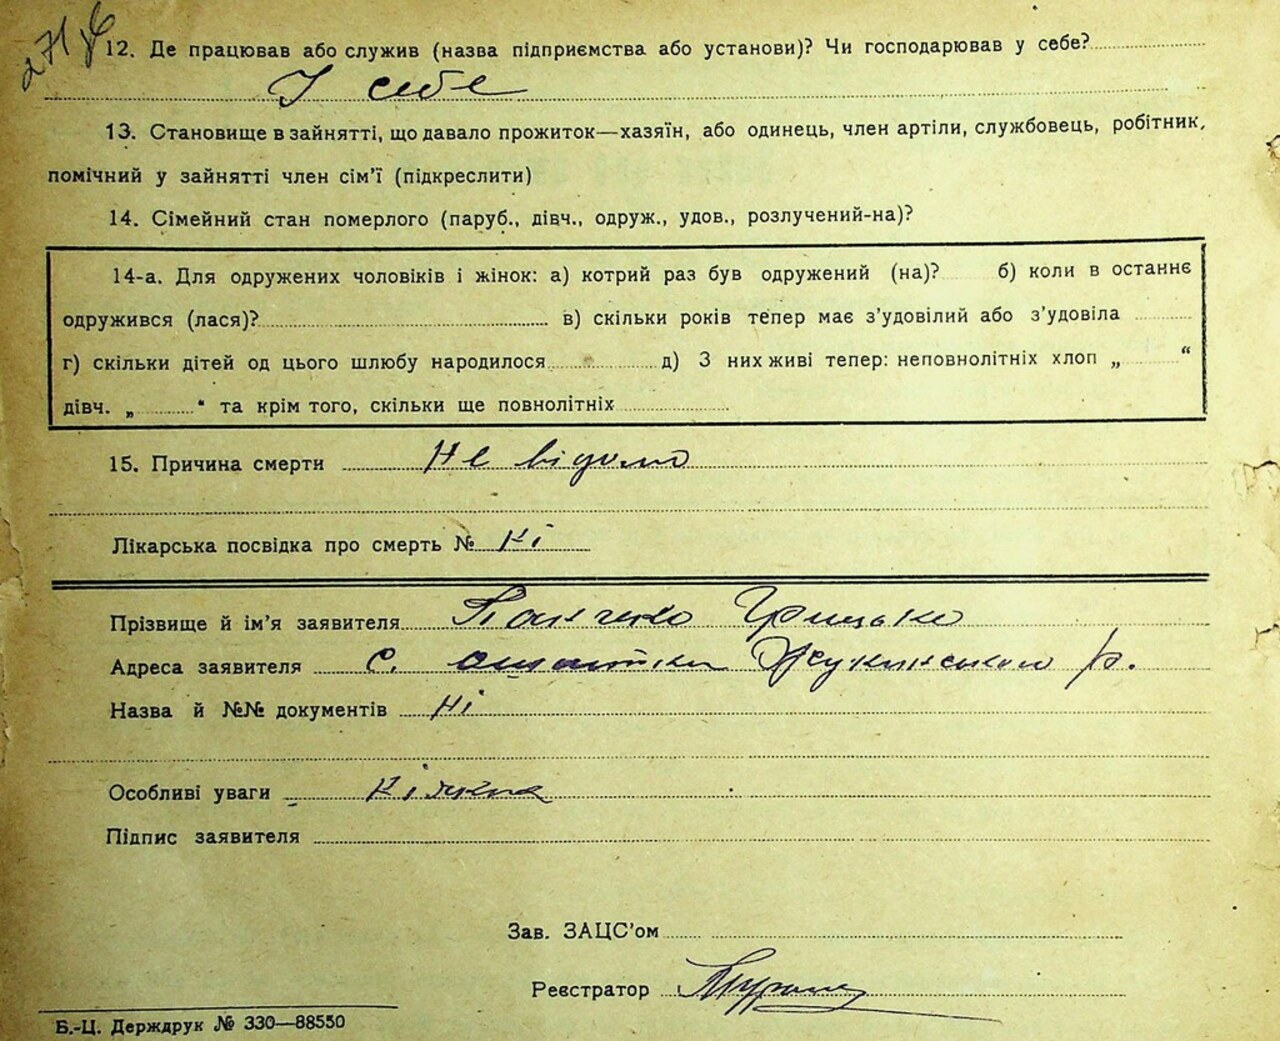 271
12. Де працював або служив (назва підприємства або установи)? Чи господарював у себе?
У себе
13. Становище в зайнятті, що давало прожиток—хазяїн, або одинець, член артіли, службовець, робітник,
помічний у зайнятті член сім'ї (підкреслити)
14. Сімейний стан померлого (паруб., дівч., одруж., удов., розлучений-на)?
14-а. Для одружених чоловіків і жінок: а) котрий раз був одружений (на)? б) коли в останнє
одружився (лася)? в) скільки років тепер має з'удовілий або з'удовіла
г) скільки дітей од цього шлюбу народилося д) З них живі тепер: неповнолітніх хлоп „ “
дівч. „ “ та крім того, скільки ще повнолітніх
15. Причина смерти Не відомо
Лікарська посвідка про смерть № Ні
Прізвище й ім'я заявителя Панченко Грицько
Адреса заявителя с. р.
Назва й №№ документів Ні
Особливі уваги
Підпис заявителя
Зав. ЗАЦС'ом
Реєстратор
Б.-Ц. Держдрук № 330—88550